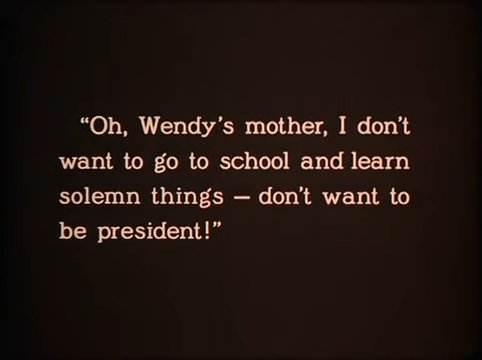 “Oh, Wendy’s mother, I don’t
want to go to school and learn
solemn things — don’t want to
be president!”